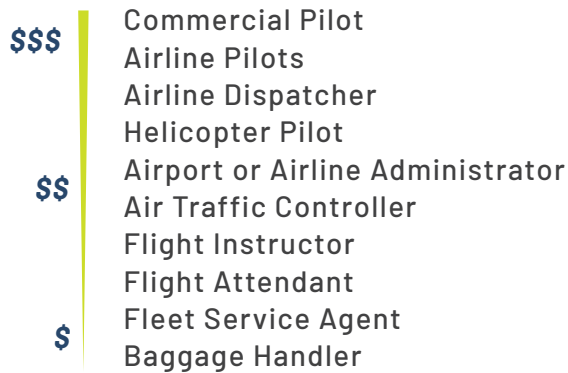 $$$
Commercial Pilot
Airline Pilots
Airline Dispatcher
Helicopter Pilot
$$
Airport or Airline Administrator
Air Traffic Controller
Flight Instructor
Flight Attendant
Fleet Service Agent
$
Baggage Handler